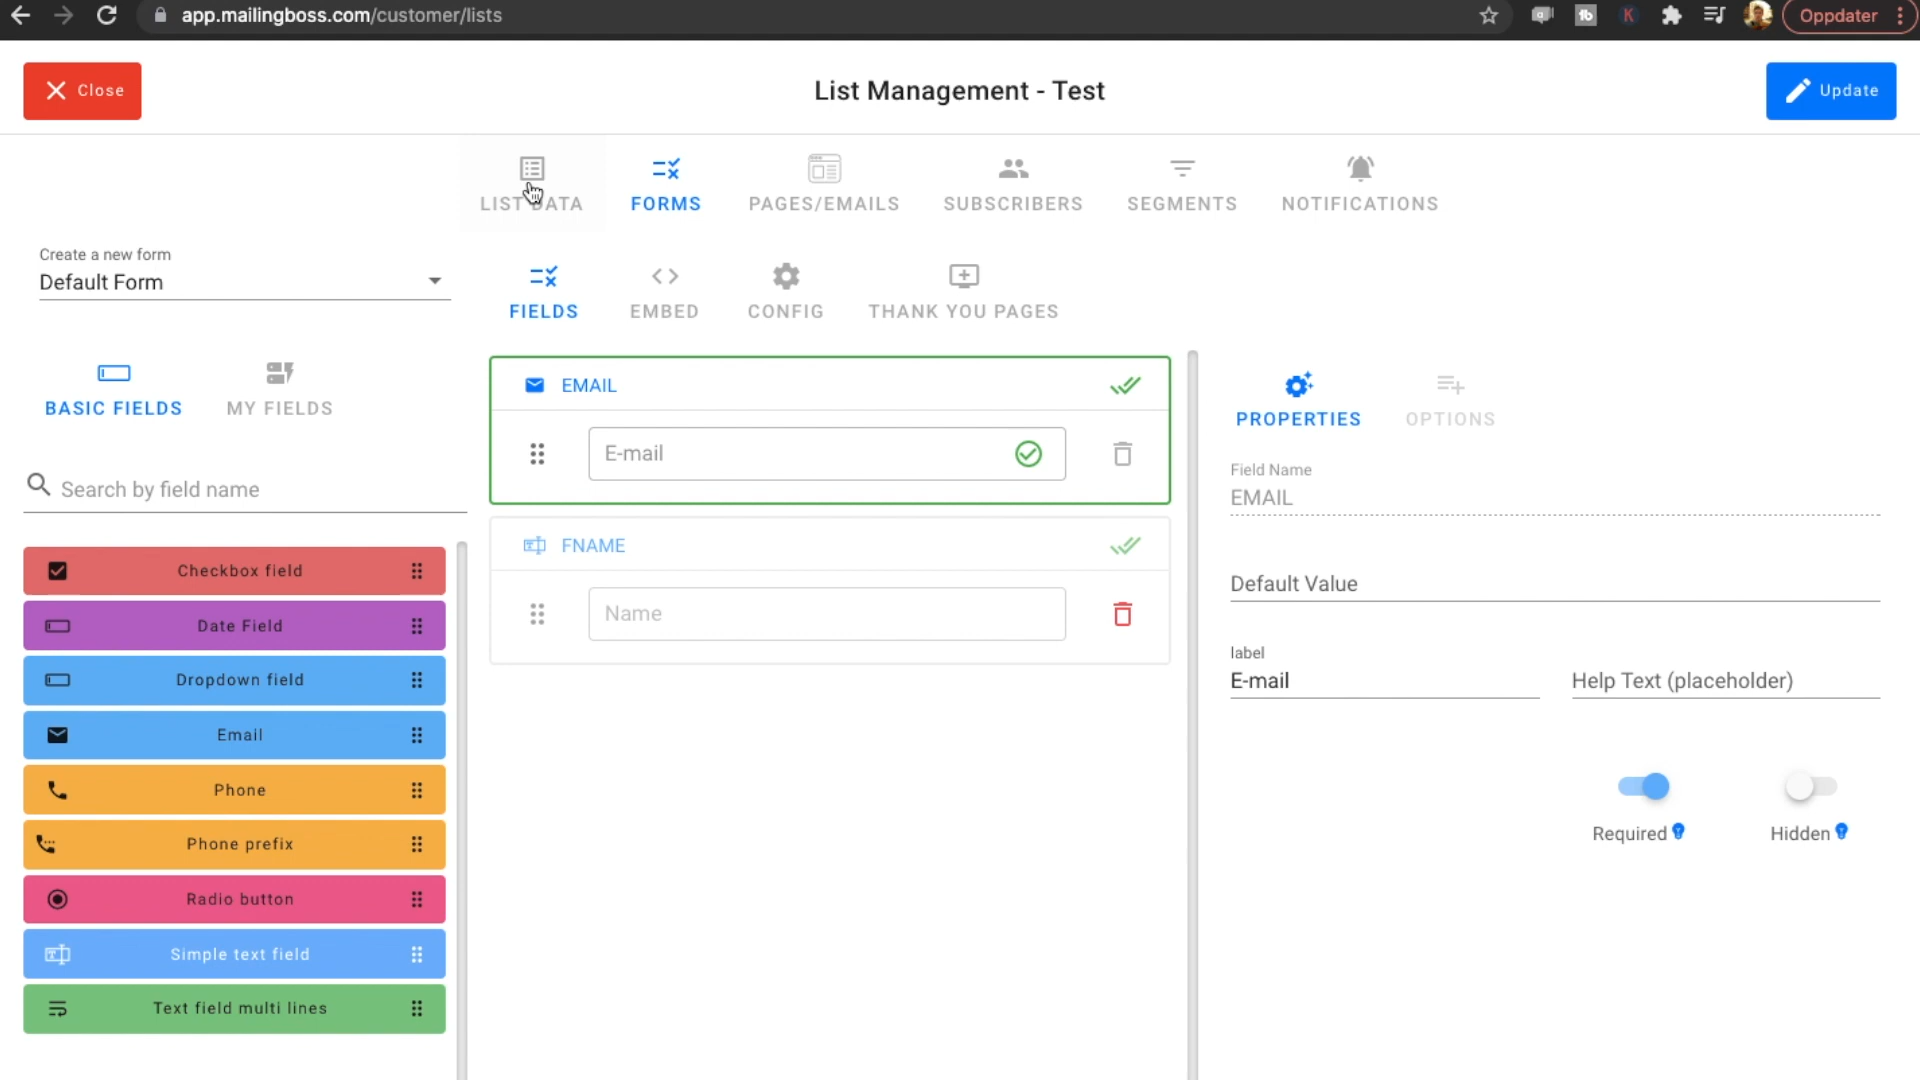 app.mailingboss.com/customer/lists
Oppdater
Close
List Management - Test
Update
LIST DATA
FORMS
PAGES/EMAILS
SUBSCRIBERS
SEGMENTS
NOTIFICATIONS
Create a new form
Default Form
FIELDS
EMBED
CONFIG
THANK YOU PAGES
BASIC FIELDS
MY FIELDS
Search by field name
Checkbox field
Date Field
Dropdown field
Email
Phone
Phone prefix
Radio button
Simple text field
Text field multi lines
EMAIL
E-mail
FNAME
Name
PROPERTIES
OPTIONS
Field Name
EMAIL
Default Value
label
E-mail
Help Text (placeholder)
Required
Hidden